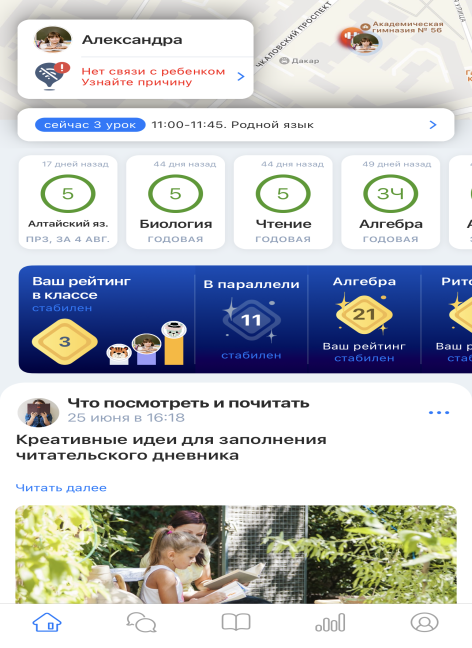 ЧКАЛОВСКИЙ ПРОСПЕКТ
УЛИЦА
Академическая
гимназия № 56
Дакар
Александра
!
Нет связи с ребенком
Узнайте причину
сейчас 3 урок 11:00-11:45. Родной язык
17 дней назад
5
Алтайский яз.
ПРЗ, ЗА 4 АВГ.
44 дня назад
5
Биология
ГОДОВАЯ
44 дня назад
5
Чтение
ГОДОВАЯ
49 дней назад
ЗЧ
Алгебра
ГОДОВАЯ
Ваш рейтинг
в классе
стабилен
3
В параллели
11
стабилен
Алгебра
21
Ваш рейтинг
стабилен
Что посмотреть и почитать
25 июня в 16:18
Креативные идеи для заполнения
читательского дневника
Читать далее